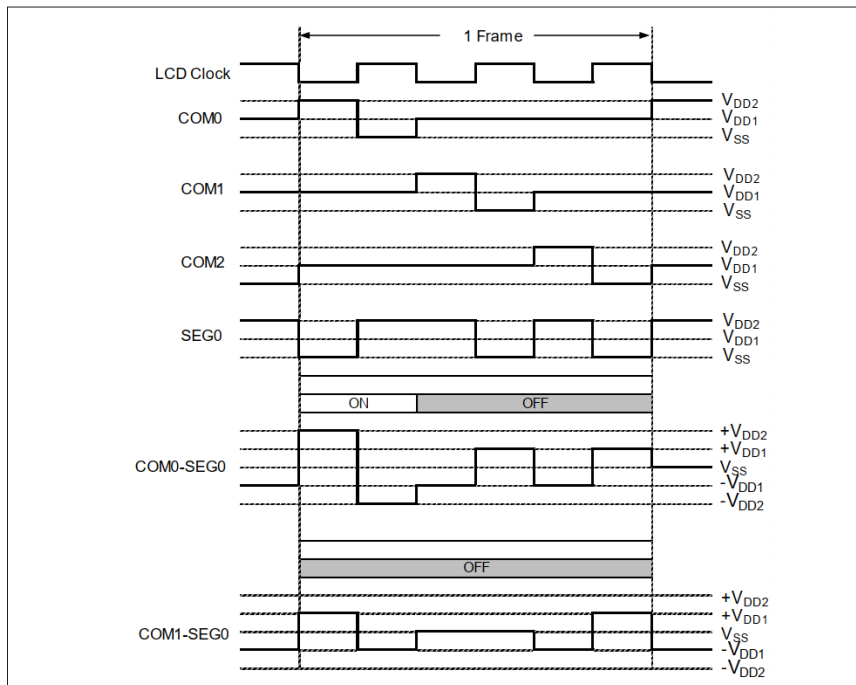 1 Frame
LCD Clock
COM0
VDD2
VDD1
VSS
COM1
VDD2
VDD1
VSS
COM2
VDD2
VDD1
VSS
SEG0
VDD2
VDD1
VSS
ON OFF
COM0-SEG0
+VDD2
+VDD1
VSS
-VDD1
-VDD2
OFF
COM1-SEG0
+VDD2
+VDD1
VSS
-VDD1
-VDD2